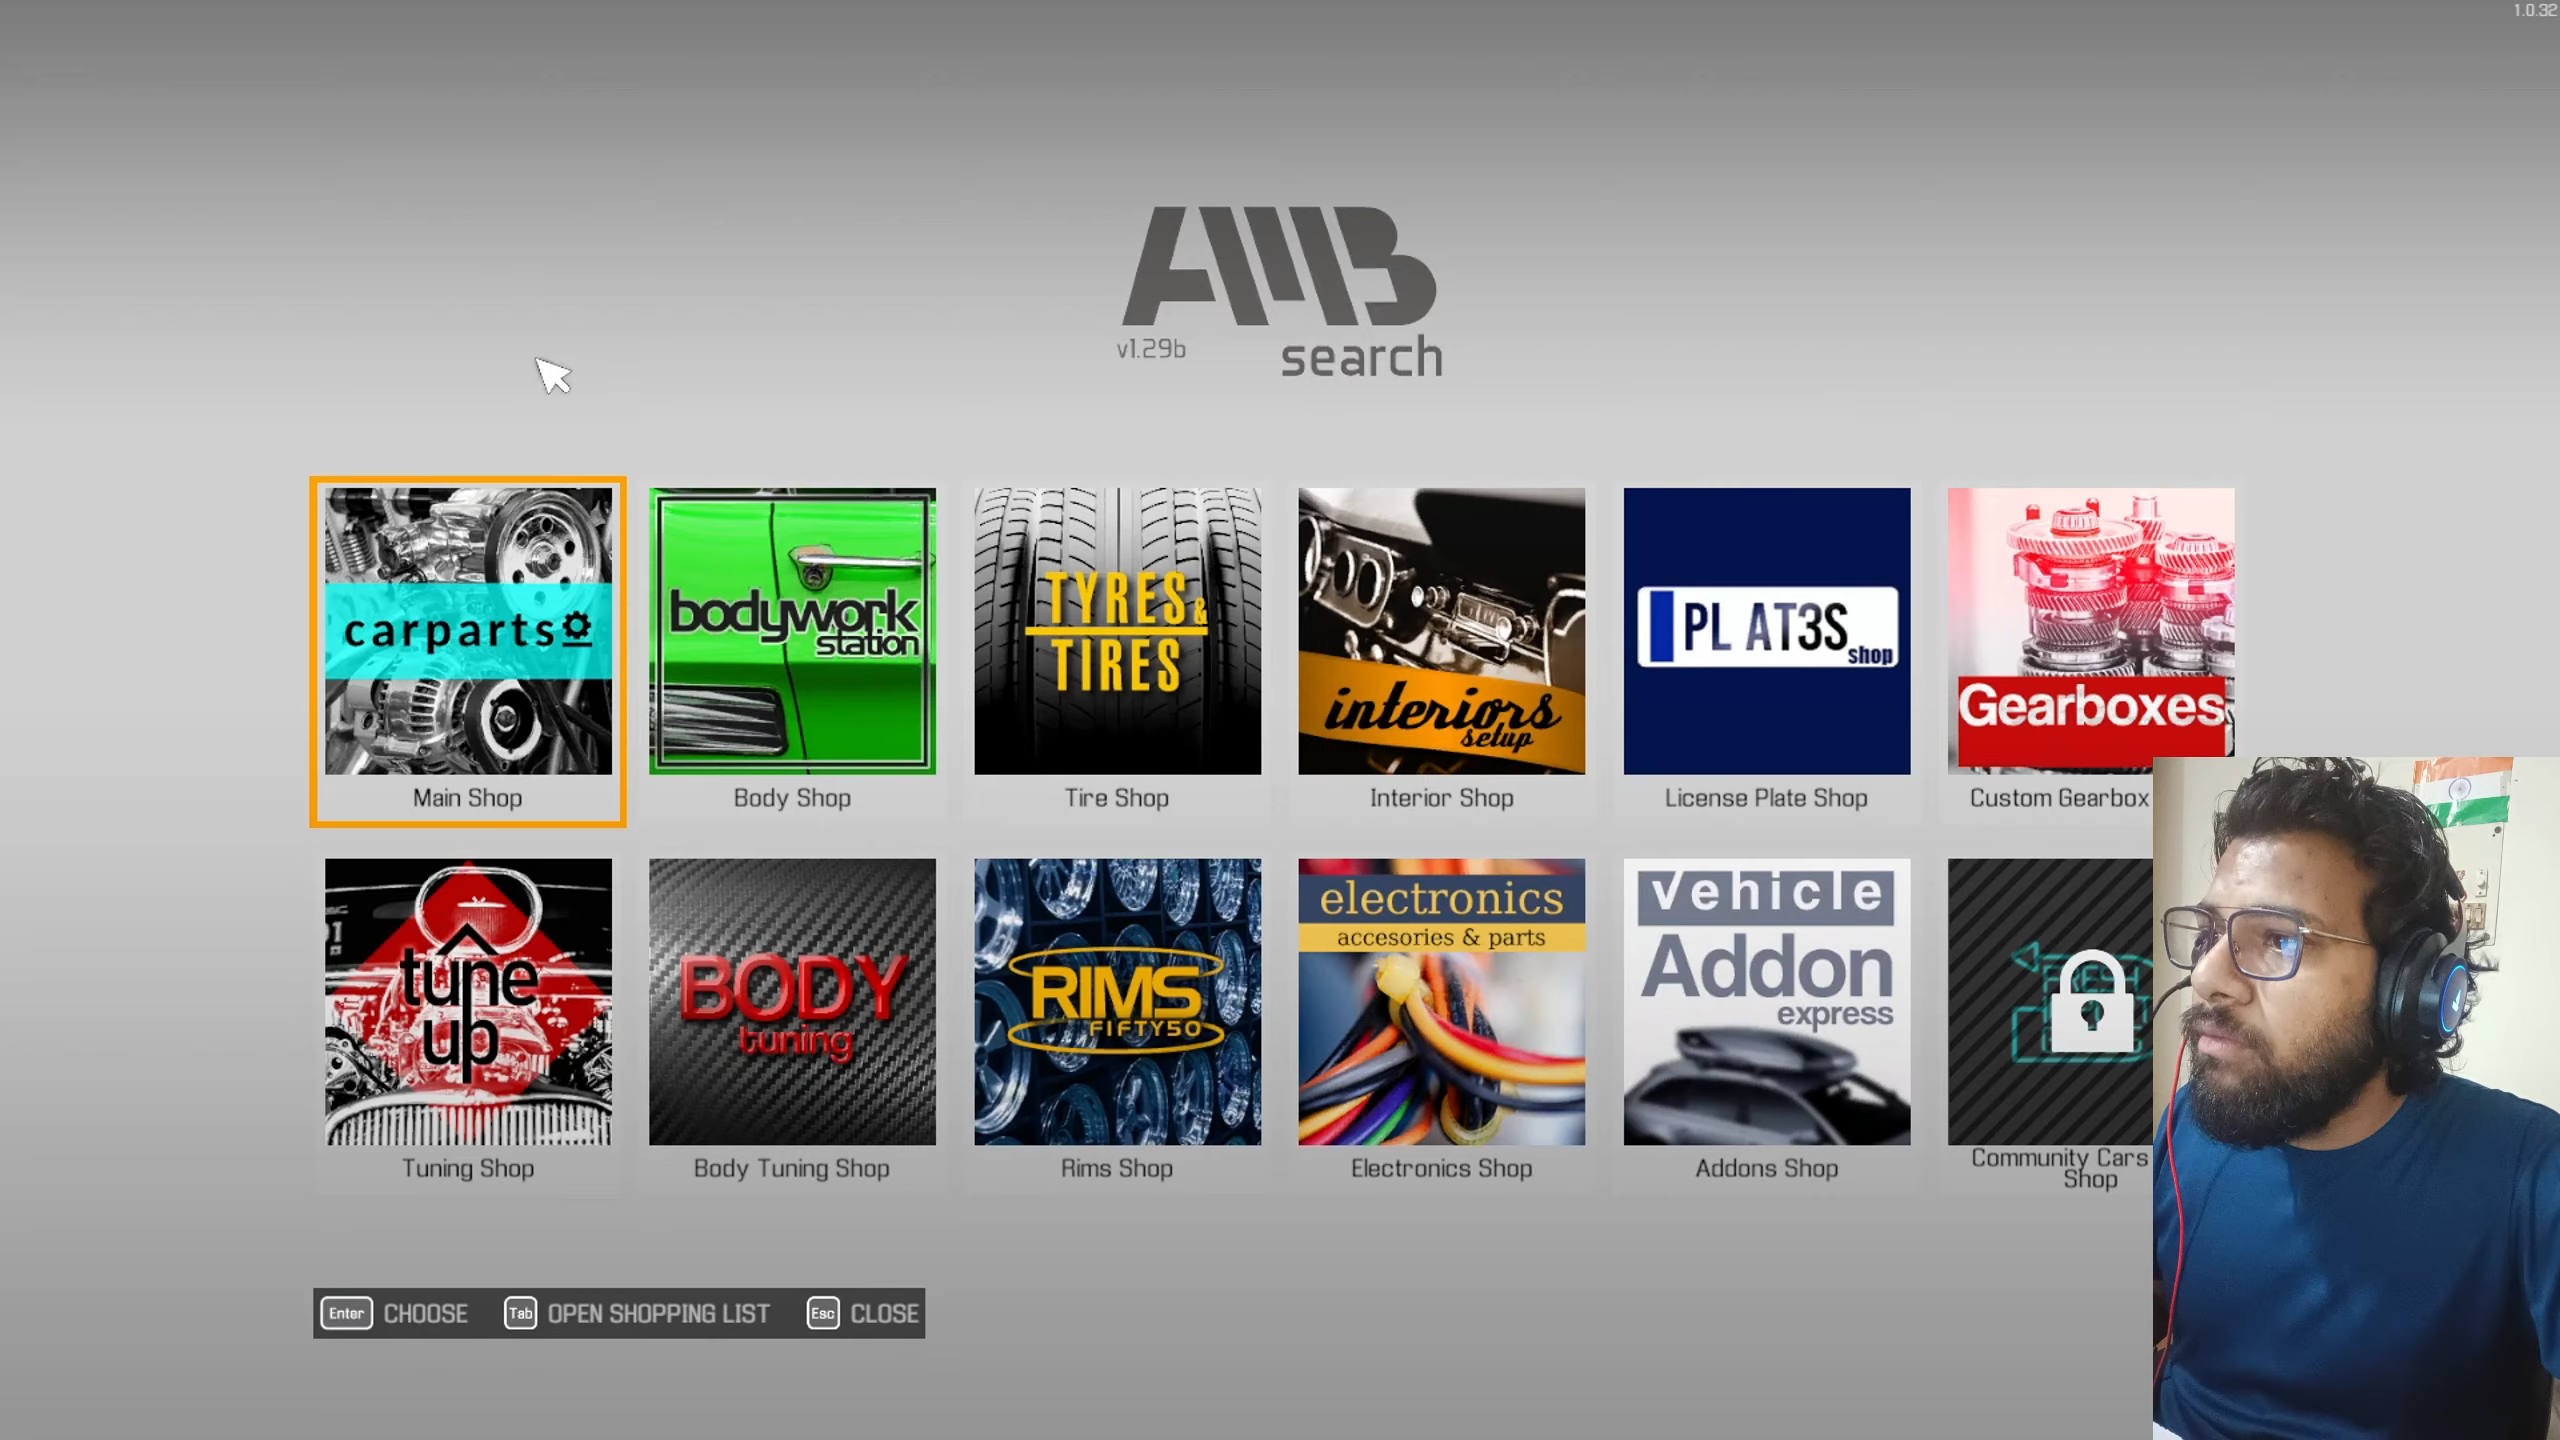 1.0.32
AMB
v1.29b
search
carparts
bodywork
station
TYRES &
TIRES
interiors
setup
PL AT3S
shop
Gearboxes
Main Shop
Body Shop
Tire Shop
Interior Shop
License Plate Shop
Custom Gearbox
tune
up
BODY
tuning
RIMS
FIFTY50
electronics
accesories & parts
vehicle
Addon
express
FRESH
Tuning Shop
Body Tuning Shop
Rims Shop
Electronics Shop
Addons Shop
Community Cars
Shop
Enter CHOOSE Tab OPEN SHOPPING LIST Esc CLOSE